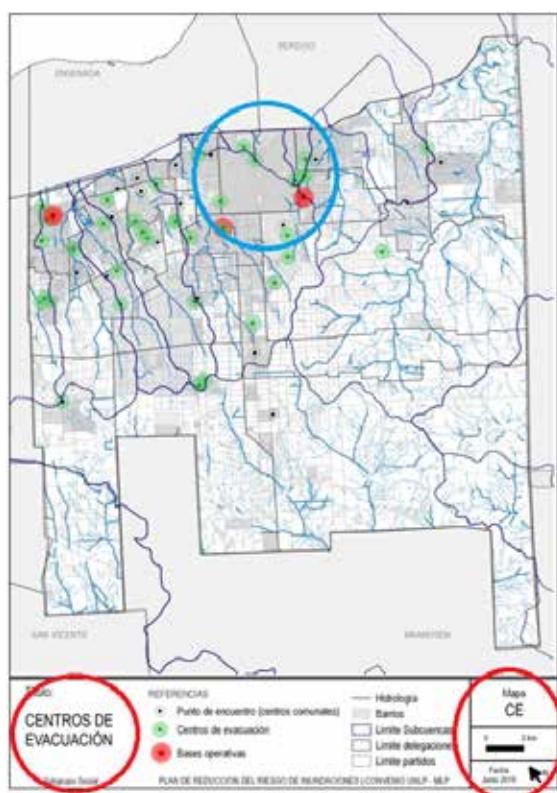 BERISSO
ENSENADA
SAN VICENTE
BRANDSEN
CENTROS DE
EVACUACIÓN
REFERENCIAS
Punto de encuentro (centros comunales)
Centros de evacuación
Bases operativas
Hidrología
Barrios
Límite Subcuencas
Límite delegaciones
Límite partidos
Mapa
CE
0
Fecha
PLAN DE REDUCCIÓN DEL RIESGO DE INUNDACIONES | CONVENIO UNLP - MLP